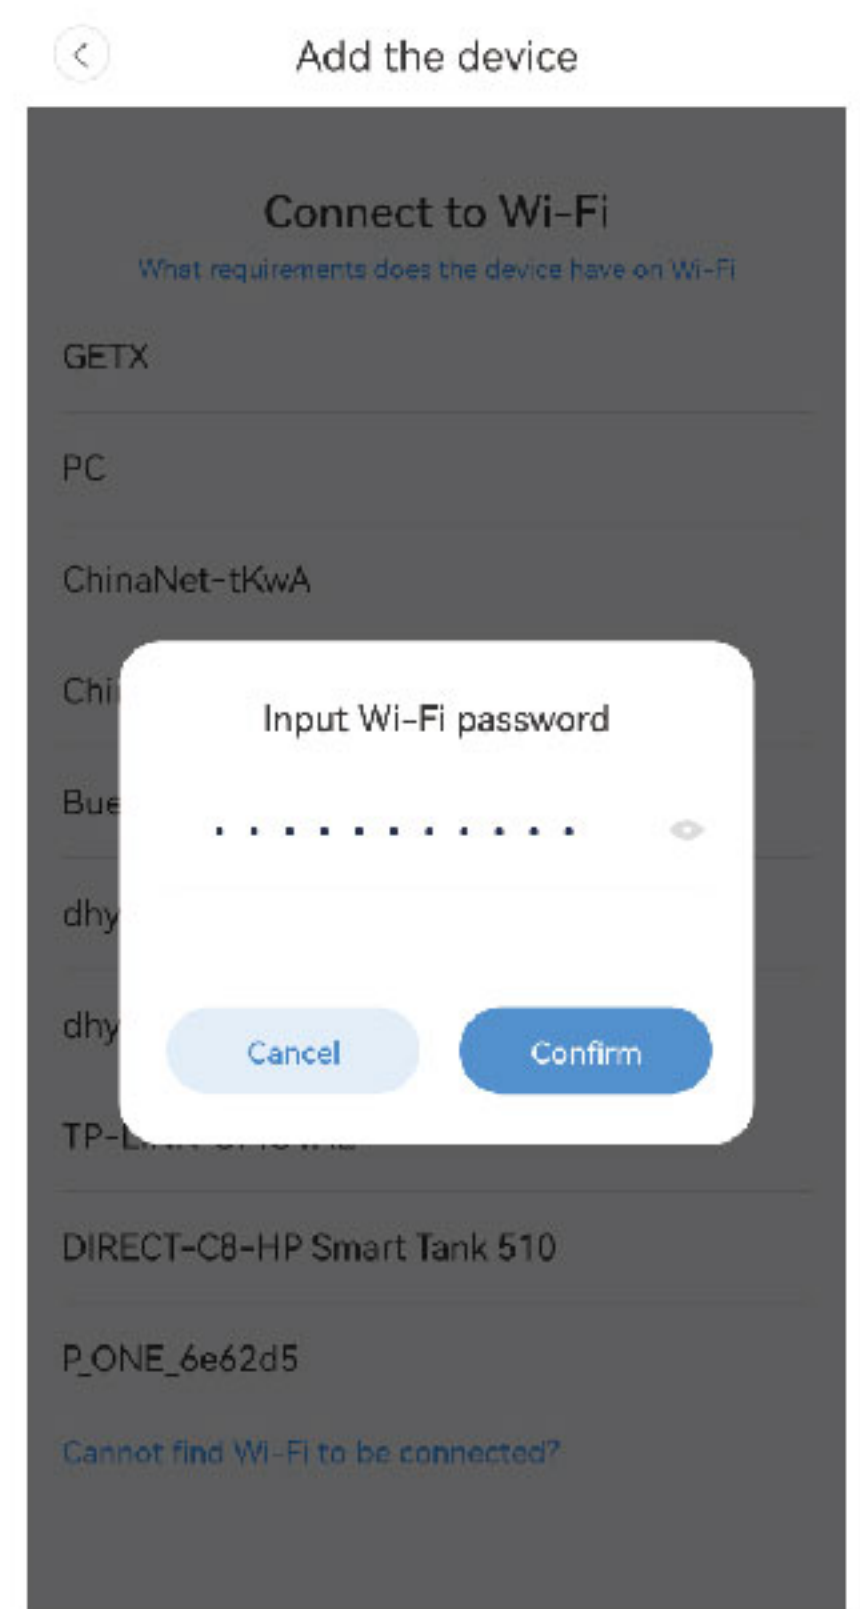 Add the device
Connect to Wi-Fi
What requirements does the device have on Wi-Fi
GETX
PC
ChinaNet-tKwA
Input Wi-Fi password
dhy
dhy
Cancel
Confirm
DIRECT-C8-HP Smart Tank 510
P_ONE_6e62d5
Cannot find Wi-Fi to be connected?